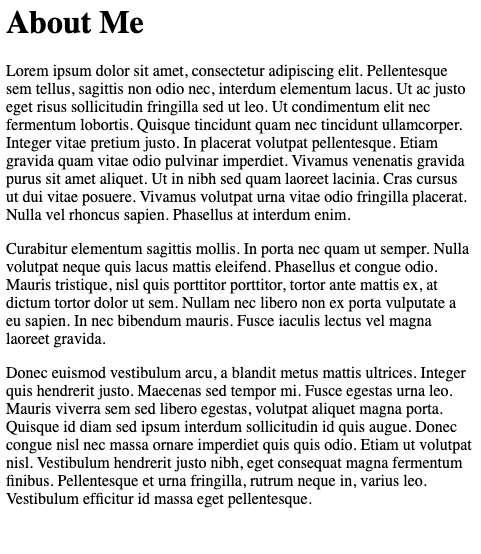 About Me
Lorem ipsum dolor sit amet, consectetur adipiscing elit. Pellentesque
sem tellus, sagittis non odio nec, interdum elementum lacus. Ut ac justo
eget risus sollicitudin fringilla sed ut leo. Ut condimentum elit nec
fermentum lobortis. Quisque tincidunt quam nec tincidunt ullamcorper.
Integer vitae pretium justo. In placerat volutpat pellentesque. Etiam
gravida quam vitae odio pulvinar imperdiet. Vivamus venenatis gravida
purus sit amet aliquet. Ut in nibh sed quam laoreet lacinia. Cras cursus
ut dui vitae posuere. Vivamus volutpat urna vitae odio fringilla placerat.
Nulla vel rhoncus sapien. Phasellus at interdum enim.
Curabitur elementum sagittis mollis. In porta nec quam ut semper. Nulla
volutpat neque quis lacus mattis eleifend. Phasellus et congue odio.
Mauris tristique, nisl quis porttitor porttitor, tortor ante mattis ex, at
dictum tortor dolor ut sem. Nullam nec libero non ex porta vulputate a
eu sapien. In nec bibendum mauris. Fusce iaculis lectus vel magna
laoreet gravida.
Donec euismod vestibulum arcu, a blandit metus mattis ultrices. Integer
quis hendrerit justo. Maecenas sed tempor mi. Fusce egestas urna leo.
Mauris viverra sem sed libero egestas, volutpat aliquet magna porta.
Quisque id diam sed ipsum interdum sollicitudin id quis augue. Donec
congue nisl nec massa ornare imperdiet quis quis odio. Etiam ut volutpat
nisl. Vestibulum hendrerit justo nibh, eget consequat magna fermentum
finibus. Pellentesque et urna fringilla, rutrum neque in, varius leo.
Vestibulum efficitur id massa eget pellentesque.